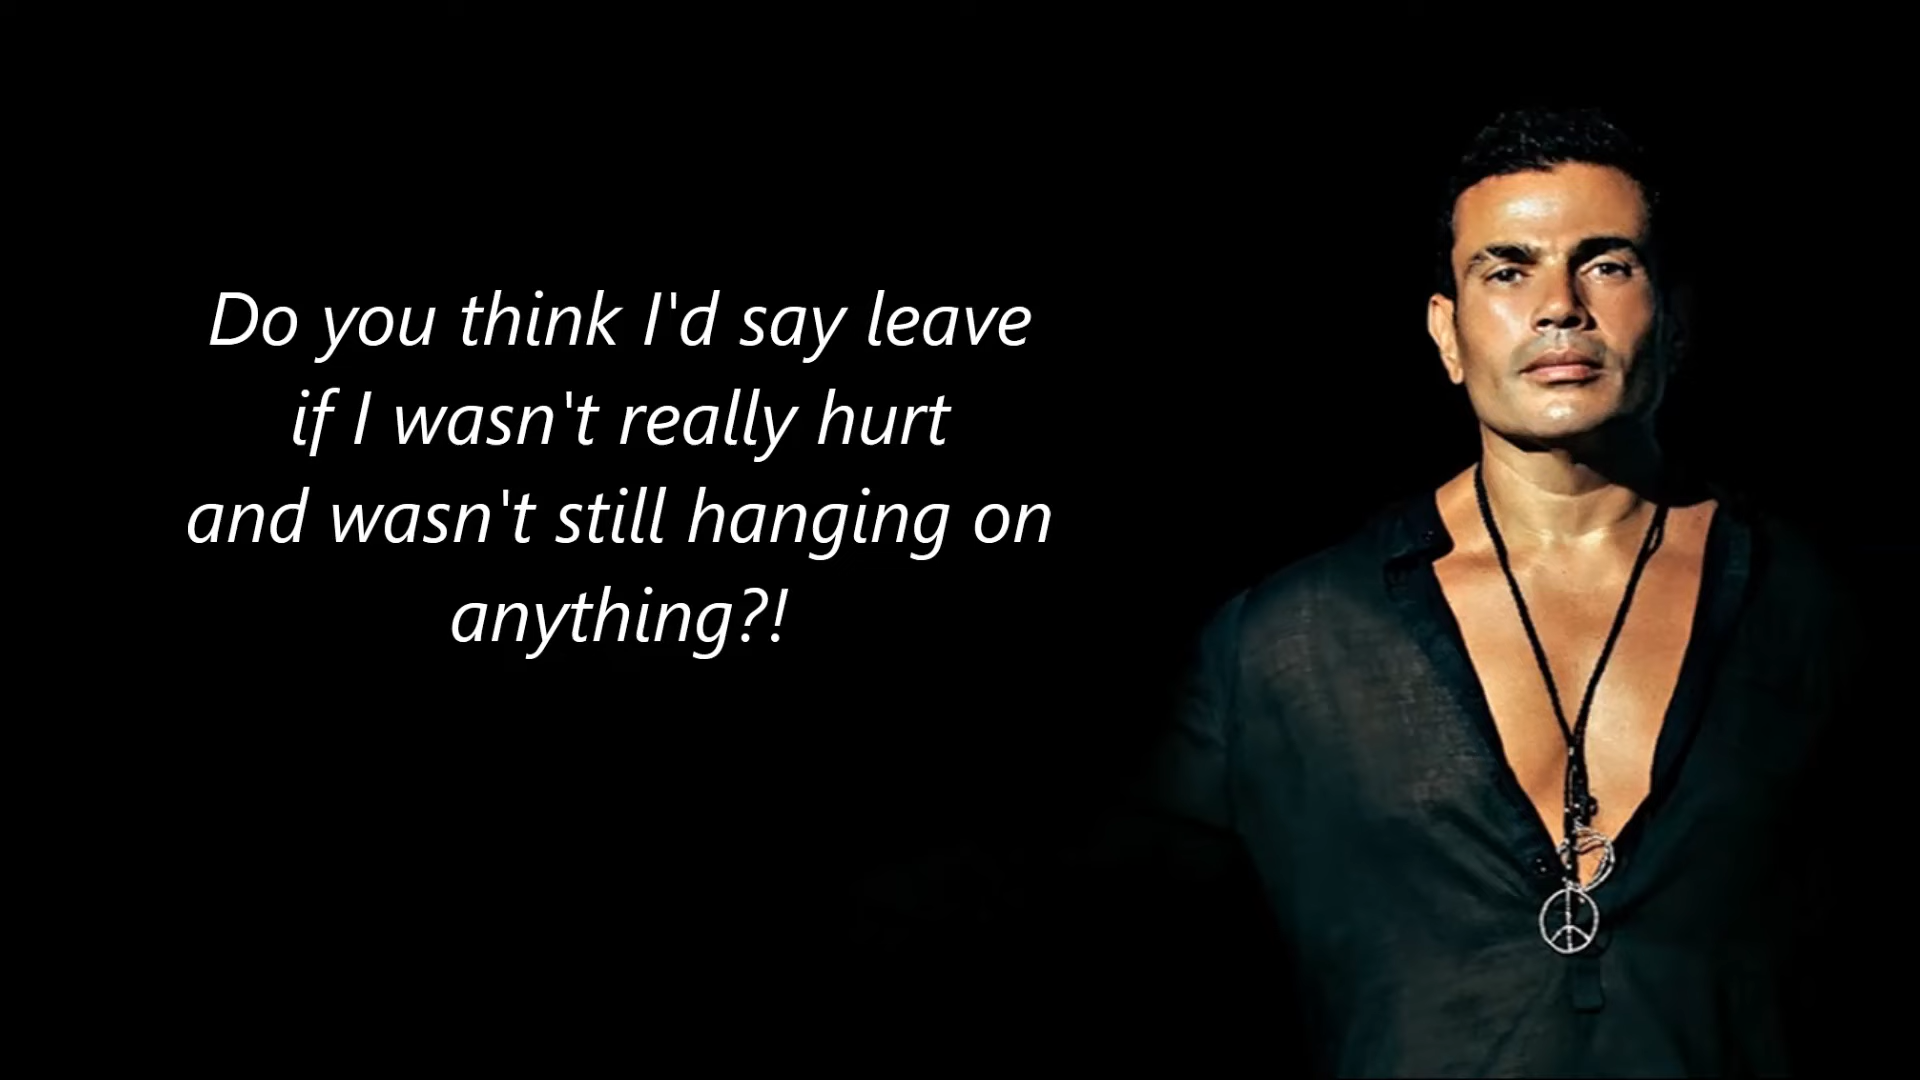 Do you think I'd say leave
if I wasn't really hurt
and wasn't still hanging on
anything?!